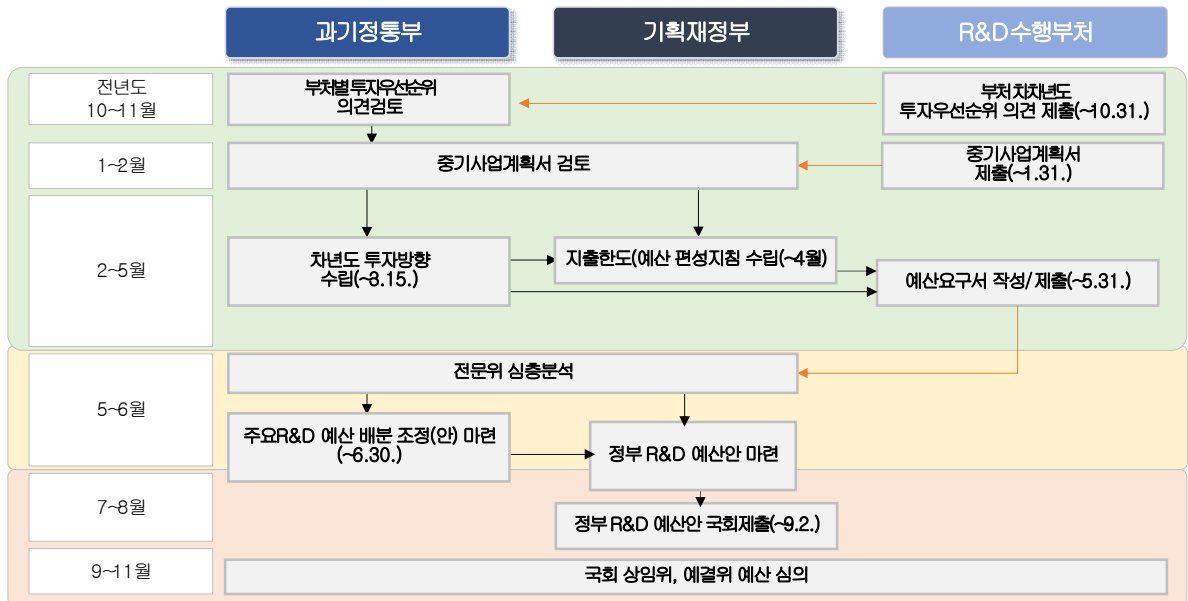 과기정통부
기획재정부
R&D수행부처
전년도
10~11월
부처별 투자우선순위
의견검토
부처 차차년도
투자우선순위 의견 제출(~10.31.)
1~2월
중기사업계획서 검토
중기사업계획서
제출(~1.31.)
2~5월
차년도 투자방향
수립(~3.15.)
지출한도(예산 편성지침 수립(~4월)
예산요구서 작성/제출(~5.31.)
5~6월
전문위 심층분석
주요R&D 예산 배분 조정(안) 마련
(~6.30.)
정부 R&D 예산안 마련
7~8월
정부 R&D 예산안 국회제출(~9.2.)
9~11월
국회 상임위, 예결위 예산 심의